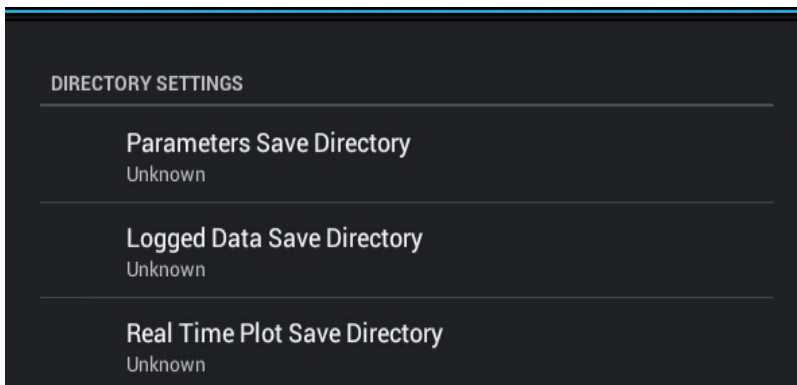 DIRECTORY SETTINGS
Parameters Save Directory
Unknown
Logged Data Save Directory
Unknown
Real Time Plot Save Directory
Unknown